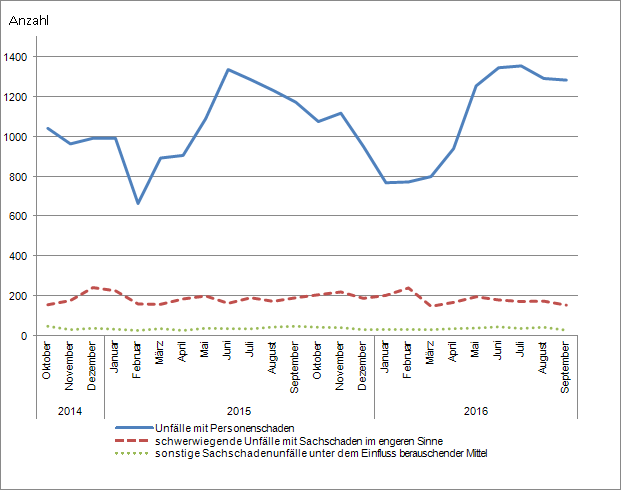 Anzahl
1400
1200
1000
800
600
400
200
0
Oktober November Dezember Januar Februar März April Mai Juni Juli August September Oktober November Dezember Januar Februar März April Mai Juni Juli August September
2014 2015 2016
Unfälle mit Personenschaden
schwerwiegende Unfälle mit Sachschaden im engeren Sinne
sonstige Sachschadenunfälle unter dem Einfluss berauschender Mittel